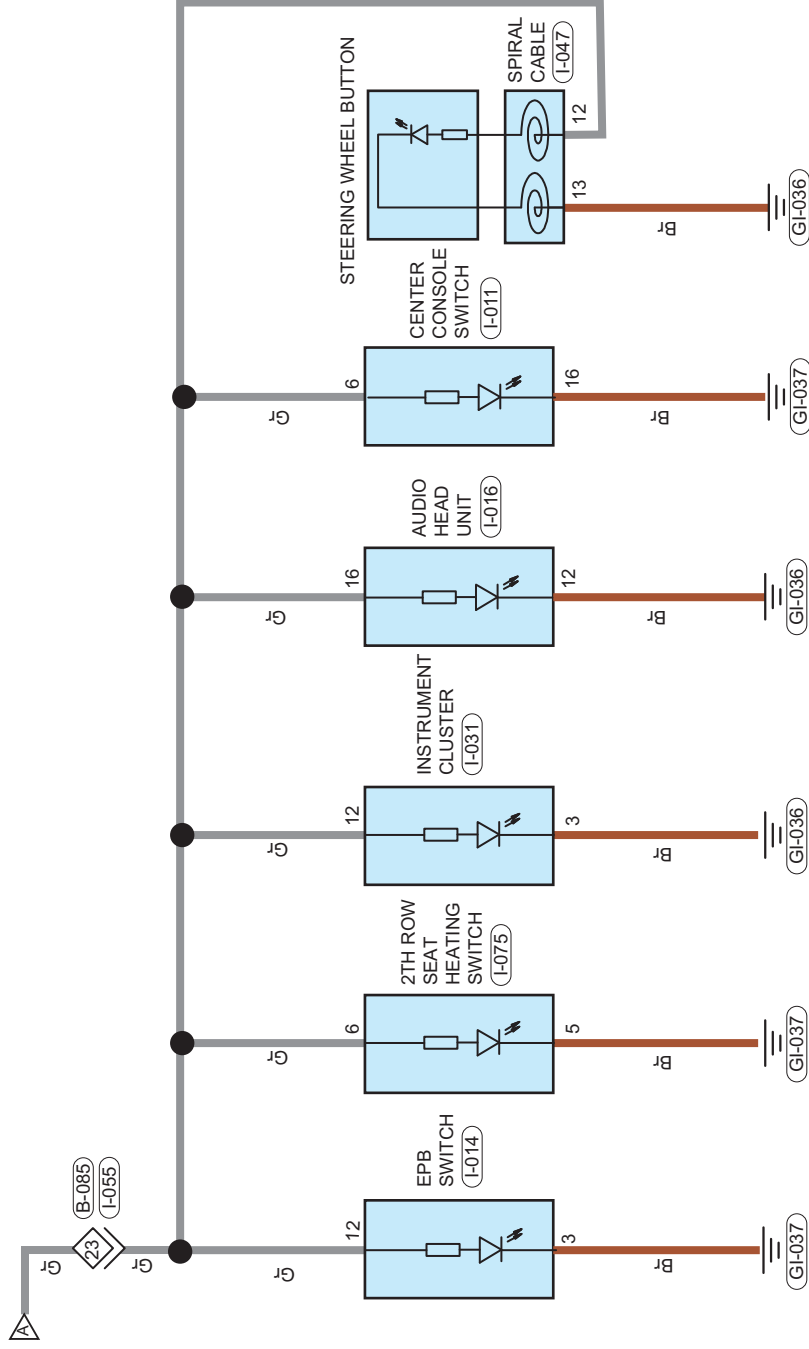 A
Gr
23
B-085
I-055
Gr
Gr
12
EPB
SWITCH
I-014
3
Br
GI-037
Gr
6
2TH ROW
SEAT
HEATING
SWITCH
I-075
5
Br
GI-037
Gr
12
INSTRUMENT
CLUSTER
I-031
3
Br
GI-036
Gr
16
AUDIO
HEAD
UNIT
I-016
12
Br
GI-036
Gr
6
CENTER
CONSOLE
SWITCH
I-011
16
Br
GI-037
STEERING WHEEL BUTTON
SPIRAL
CABLE
I-047
13
12
Br
GI-036